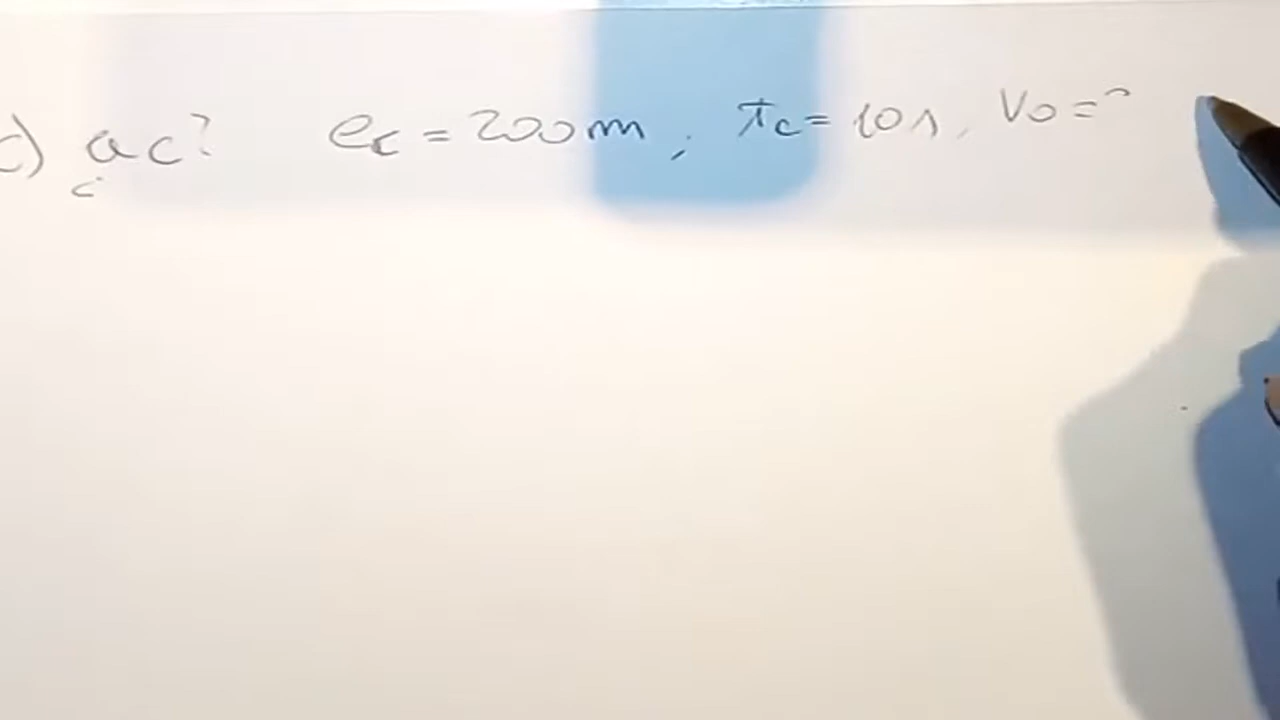 c) ac? ec = 200m, tc = 10s, Vo = ?
c